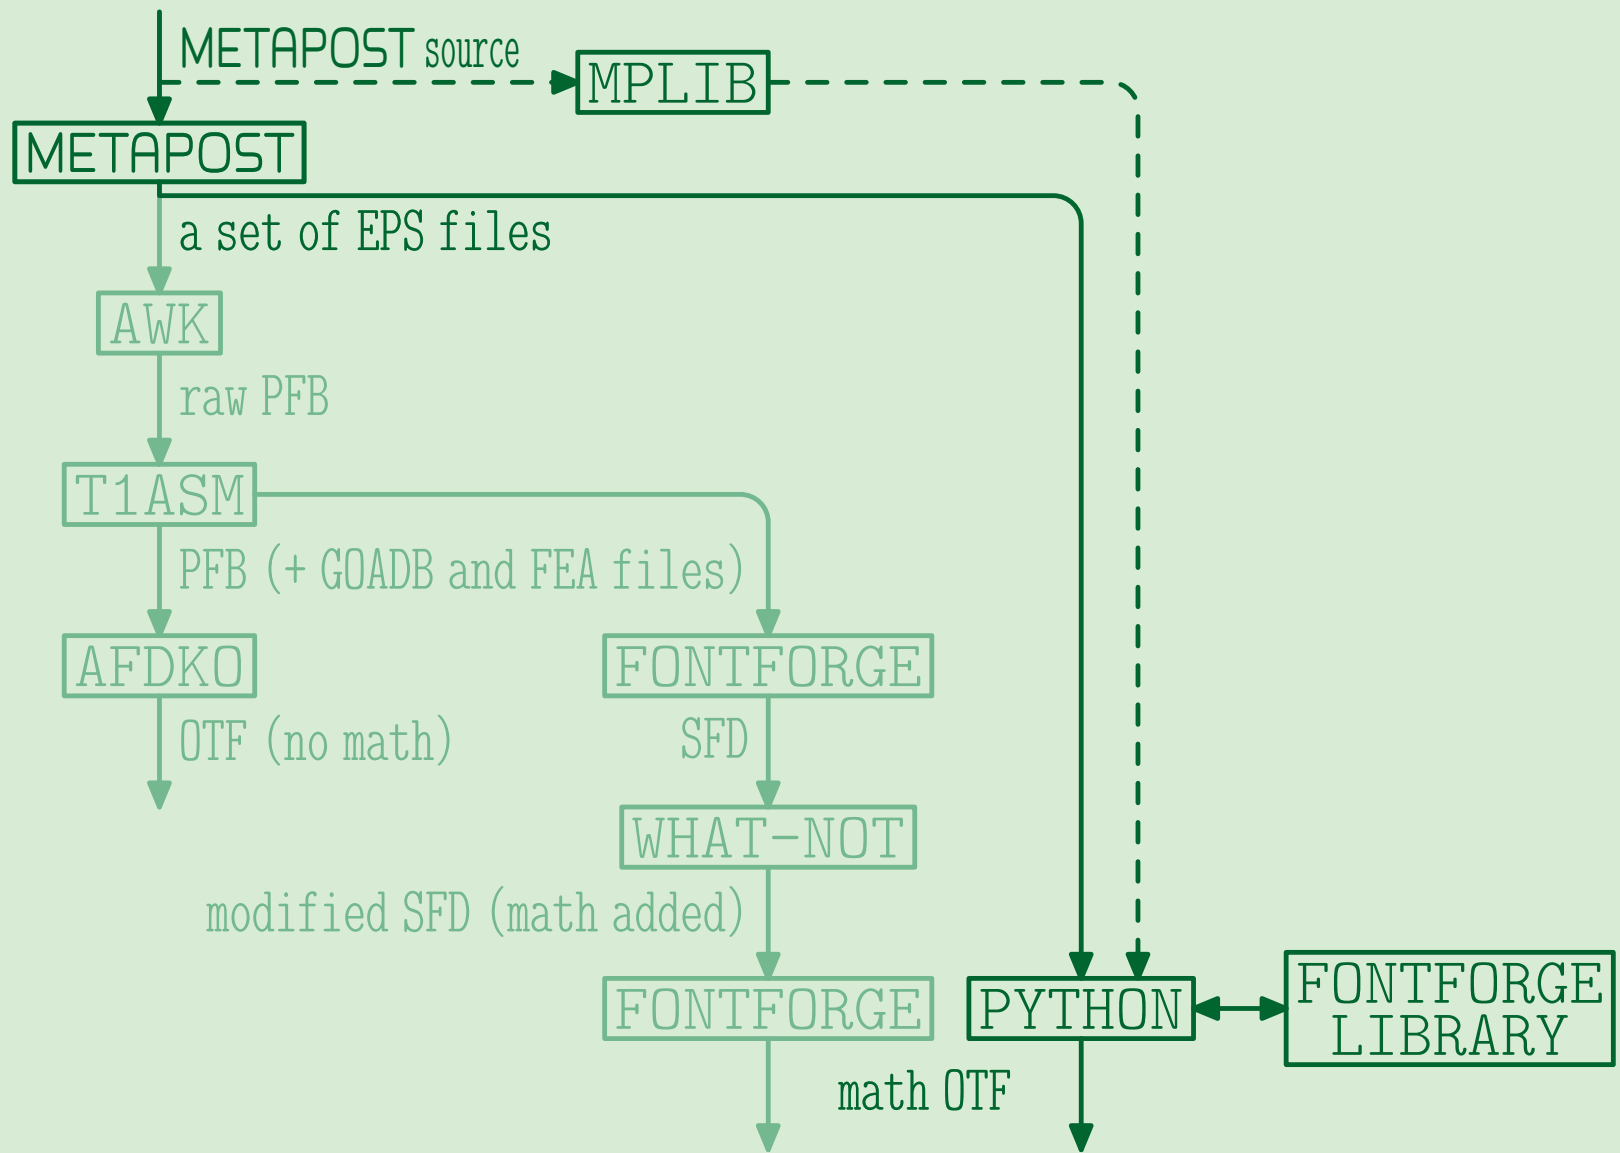 METAPOST source
MPLIB
METAPOST
a set of EPS files
AWK
raw PFB
T1ASM
PFB (+ GOADB and FEA files)
AFDKO
FONTFORGE
OTF (no math)
SFD
WHAT-NOT
modified SFD (math added)
FONTFORGE
PYTHON
FONTFORGE
LIBRARY
math OTF